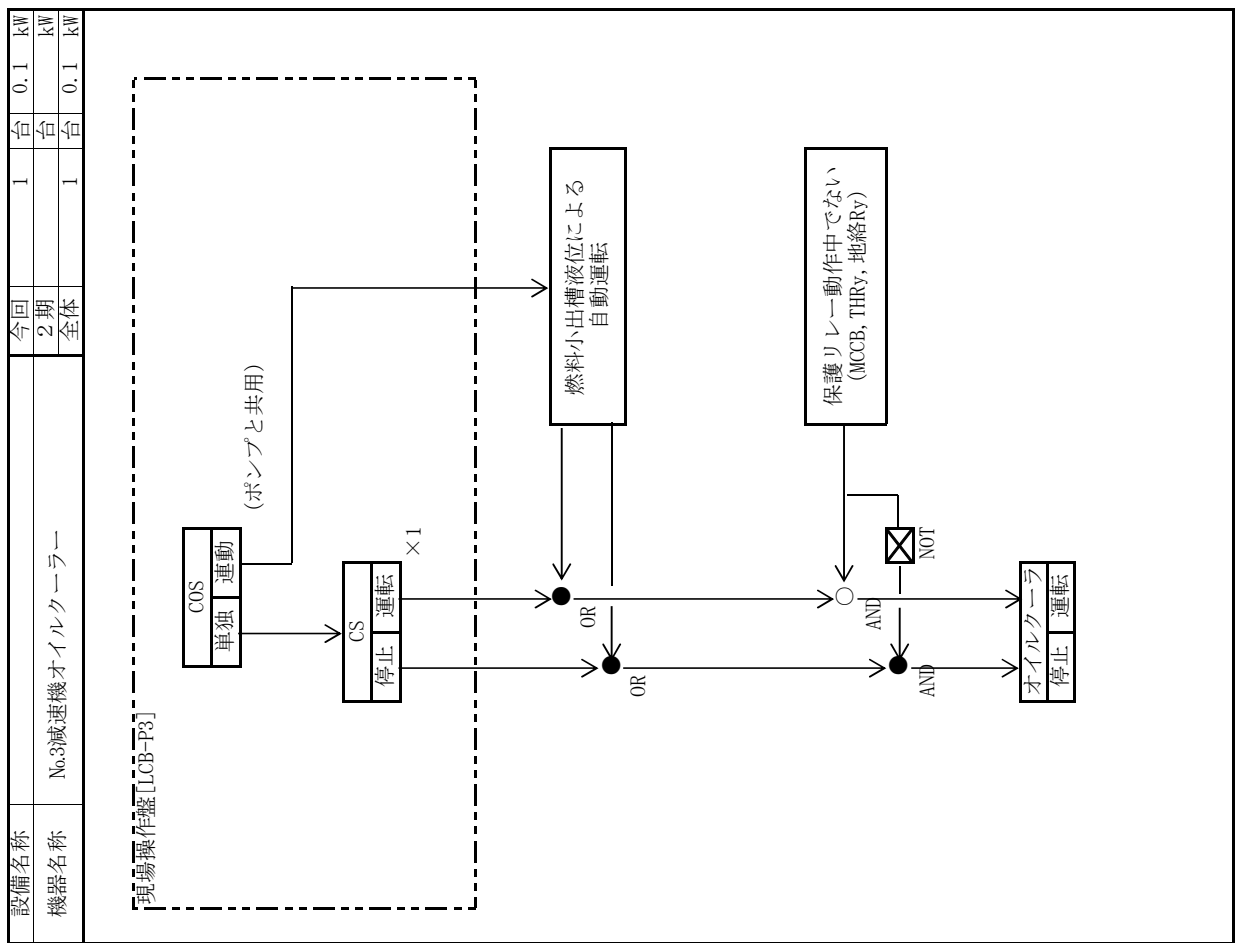 設備名称
機器名称 №3減速機オイルクーラー
今回 1 台 0.1 kW
2期 台 kW
全体 1 台 0.1 kW
現場操作盤[LCB-P3]
COS
単独 連動
(ポンプと共用)
CS
停止 運転
×1
燃料小出槽液位による
自動運転
OR
OR
保護リレー動作中でない
(MCCB,THRy,地絡Ry)
NOT
AND
AND
オイルクーラ
停止 運転